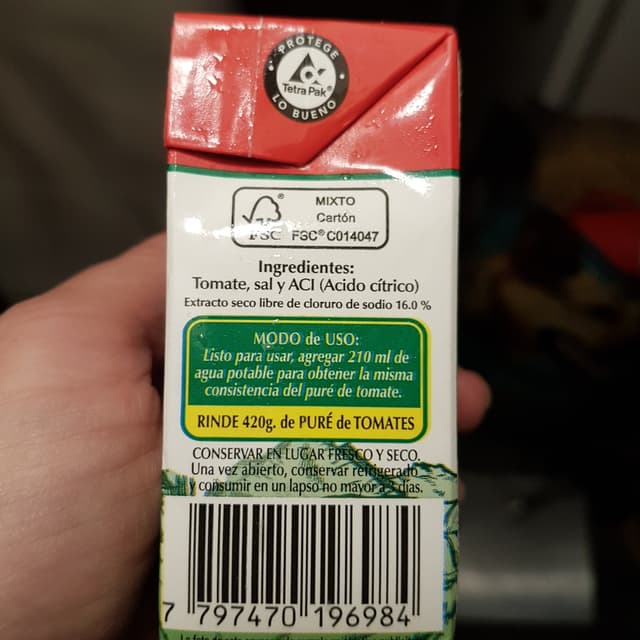 PROTEGE
Tetra Pak®
LO BUENO
MIXTO
Cartón
FSC FSC® C014047
Ingredientes:
Tomate, sal y ACI (Acido cítrico)
Extracto seco libre de cloruro de sodio 16.0 %
MODO de USO:
Listo para usar, agregar 210 ml de
agua potable para obtener la misma
consistencia del puré de tomate.
RINDE 420g. de PURÉ de TOMATES
CONSERVAR EN LUGAR FRESCO Y SECO.
Una vez abierto, conservar refrigerado
y consumir en un lapso no mayor a días.
7 797470 196984